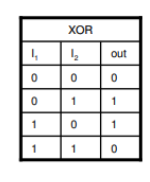 XOR
I₁ I₂ out
0 0 0
0 1 1
1 0 1
1 1 0